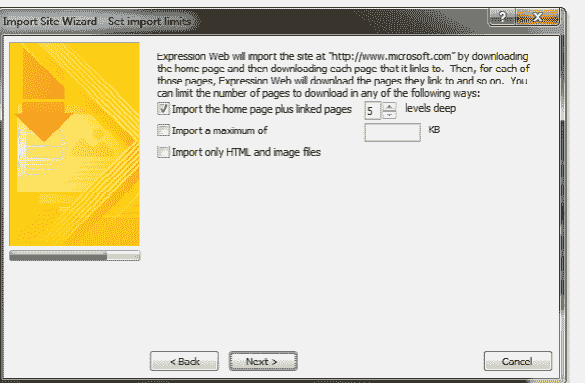 Import Site Wizard Set import limits
Expression Web will import the site at "http://www.microsoft.com" by downloading
the home page and then downloading each page that it links to. Then, for each of
those pages, Expression Web will download the pages they link to and so on. You
can limit the number of pages to download in any of the following ways:
Import the home page plus linked pages 5 levels deep
Import a maximum of KB
Import only HTML and image files
< Back Next > Cancel